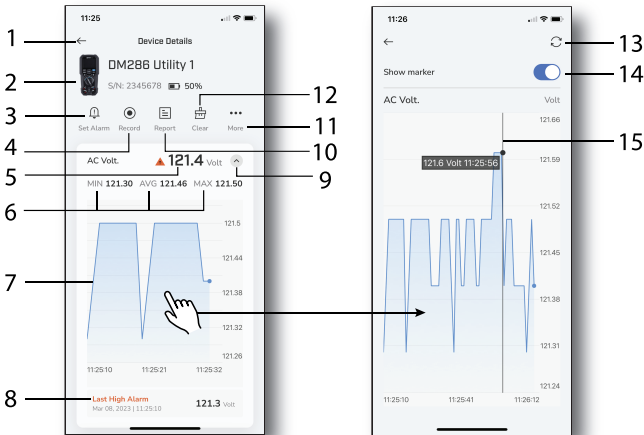 11:25
1
Device Details
2
DM286 Utility 1
S/N: 2345678 50%
3
12
Set Alarm Record Report Clear More
4
11
10
AC Volt. 121.4 Volt
5
9
MIN 121.30 AVG 121.46 MAX 121.50
6
121.5
121.44
7
121.38
121.32
121.26
11:25:10 11:25:21 11:25:32
8
Last High Alarm
Mar 08, 2023 | 11:25:10
121.3 Volt
11:26
13
Show marker
14
AC Volt. Volt
121.66
15
121.6 Volt 11:25:56
121.59
121.52
121.45
121.38
121.31
121.24
11:25:10 11:25:41 11:26:12